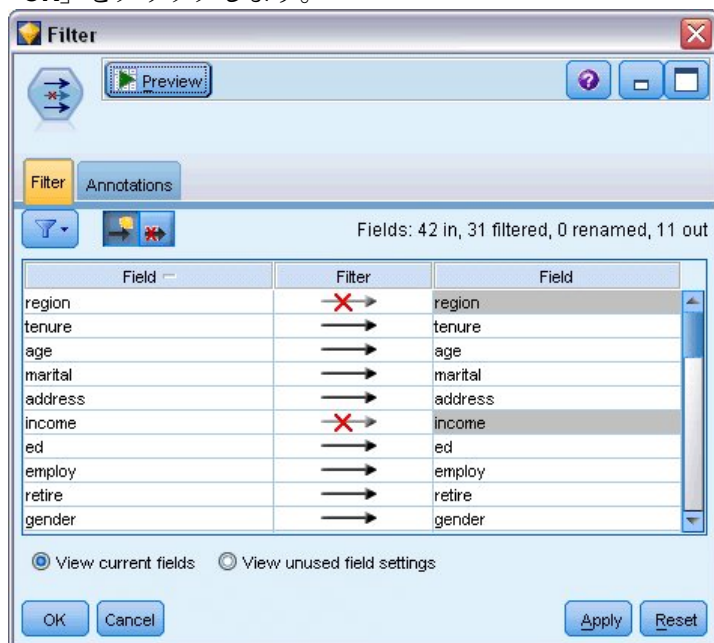 Filter
Preview
Filter Annotations
Fields: 42 in, 31 filtered, 0 renamed, 11 out
Field Filter Field
region region
tenure tenure
age age
marital marital
address address
income income
ed ed
employ employ
retire retire
gender gender
View current fields View unused field settings
OK Cancel Apply Reset